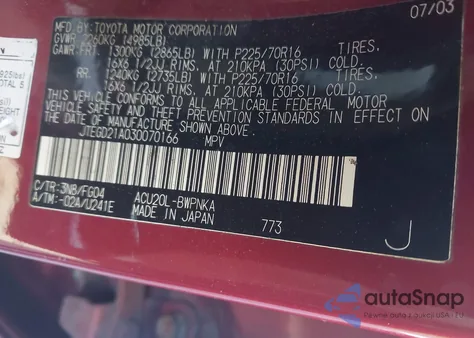 MFD BY: TOYOTA MOTOR CORPORATION 07/03
GVWR 2260KG (4985LB)
GAWR:FRT. 1300KG (2865LB) WITH P225/70R16 TIRES,
16X6 1/2JJ RIMS, AT 210KPA (30PSI) COLD.
RR. 1240KG (2735LB) WITH P225/70R16 TIRES,
16X6 1/2JJ RIMS, AT 210KPA (30PSI) COLD.
THIS VEHICLE CONFORMS TO ALL APPLICABLE FEDERAL MOTOR
VEHICLE SAFETY AND BUMPER STANDARDS IN EFFECT ON
THE DATE OF MANUFACTURE SHOWN ABOVE.
JTEGD21A030070166 MPV
C/TR:3N8/FG04 ACU20L-BWPNKA
A/TM:-02A/U241E MADE IN JAPAN 773
J
autoSnap